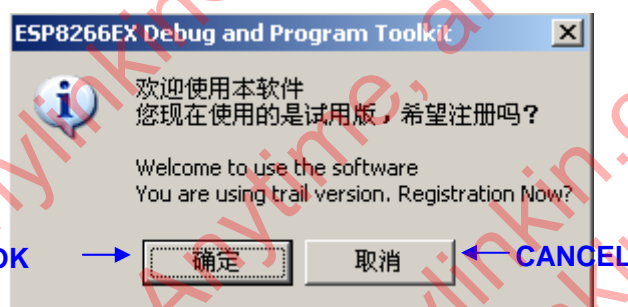 ESP8266EX Debug and Program Toolkit
欢迎使用本软件
您现在使用的是试用版，希望注册吗?
Welcome to use the software
You are using trail version. Registration Now?
OK
确定
取消
CANCEL